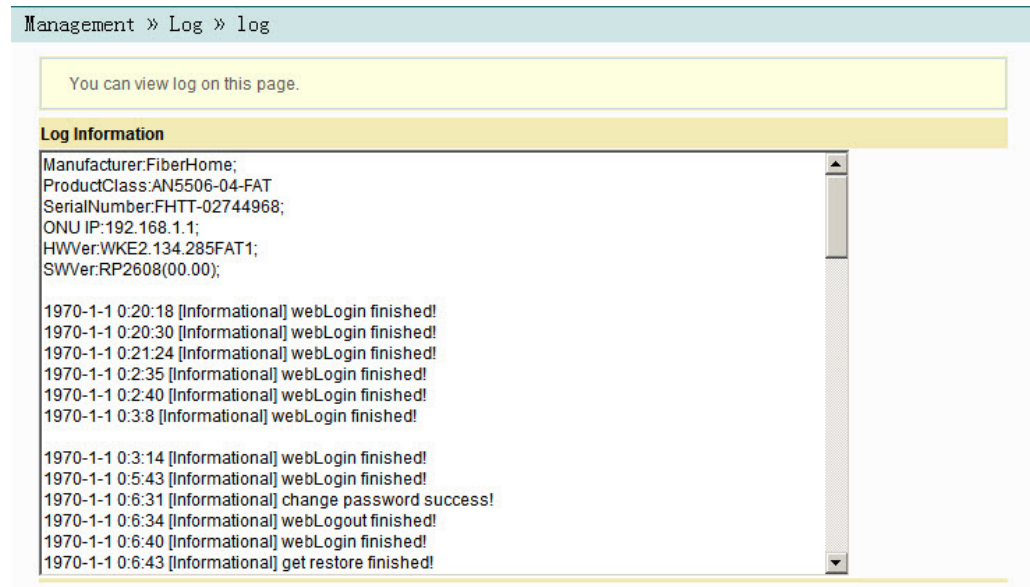 Management » Log » log
You can view log on this page.
Log Information
Manufacturer:FiberHome;
ProductClass:AN5506-04-FAT
SerialNumber:FHTT-02744968;
ONU IP:192.168.1.1;
HWVer:WKE2.134.285FAT1;
SWVer:RP2608(00.00);
1970-1-1 0:20:18 [Informational] webLogin finished!
1970-1-1 0:20:30 [Informational] webLogin finished!
1970-1-1 0:21:24 [Informational] webLogin finished!
1970-1-1 0:2:35 [Informational] webLogin finished!
1970-1-1 0:2:40 [Informational] webLogin finished!
1970-1-1 0:3:8 [Informational] webLogin finished!
1970-1-1 0:3:14 [Informational] webLogin finished!
1970-1-1 0:5:43 [Informational] webLogin finished!
1970-1-1 0:6:31 [Informational] change password success!
1970-1-1 0:6:34 [Informational] webLogout finished!
1970-1-1 0:6:40 [Informational] webLogin finished!
1970-1-1 0:6:43 [Informational] get restore finished!